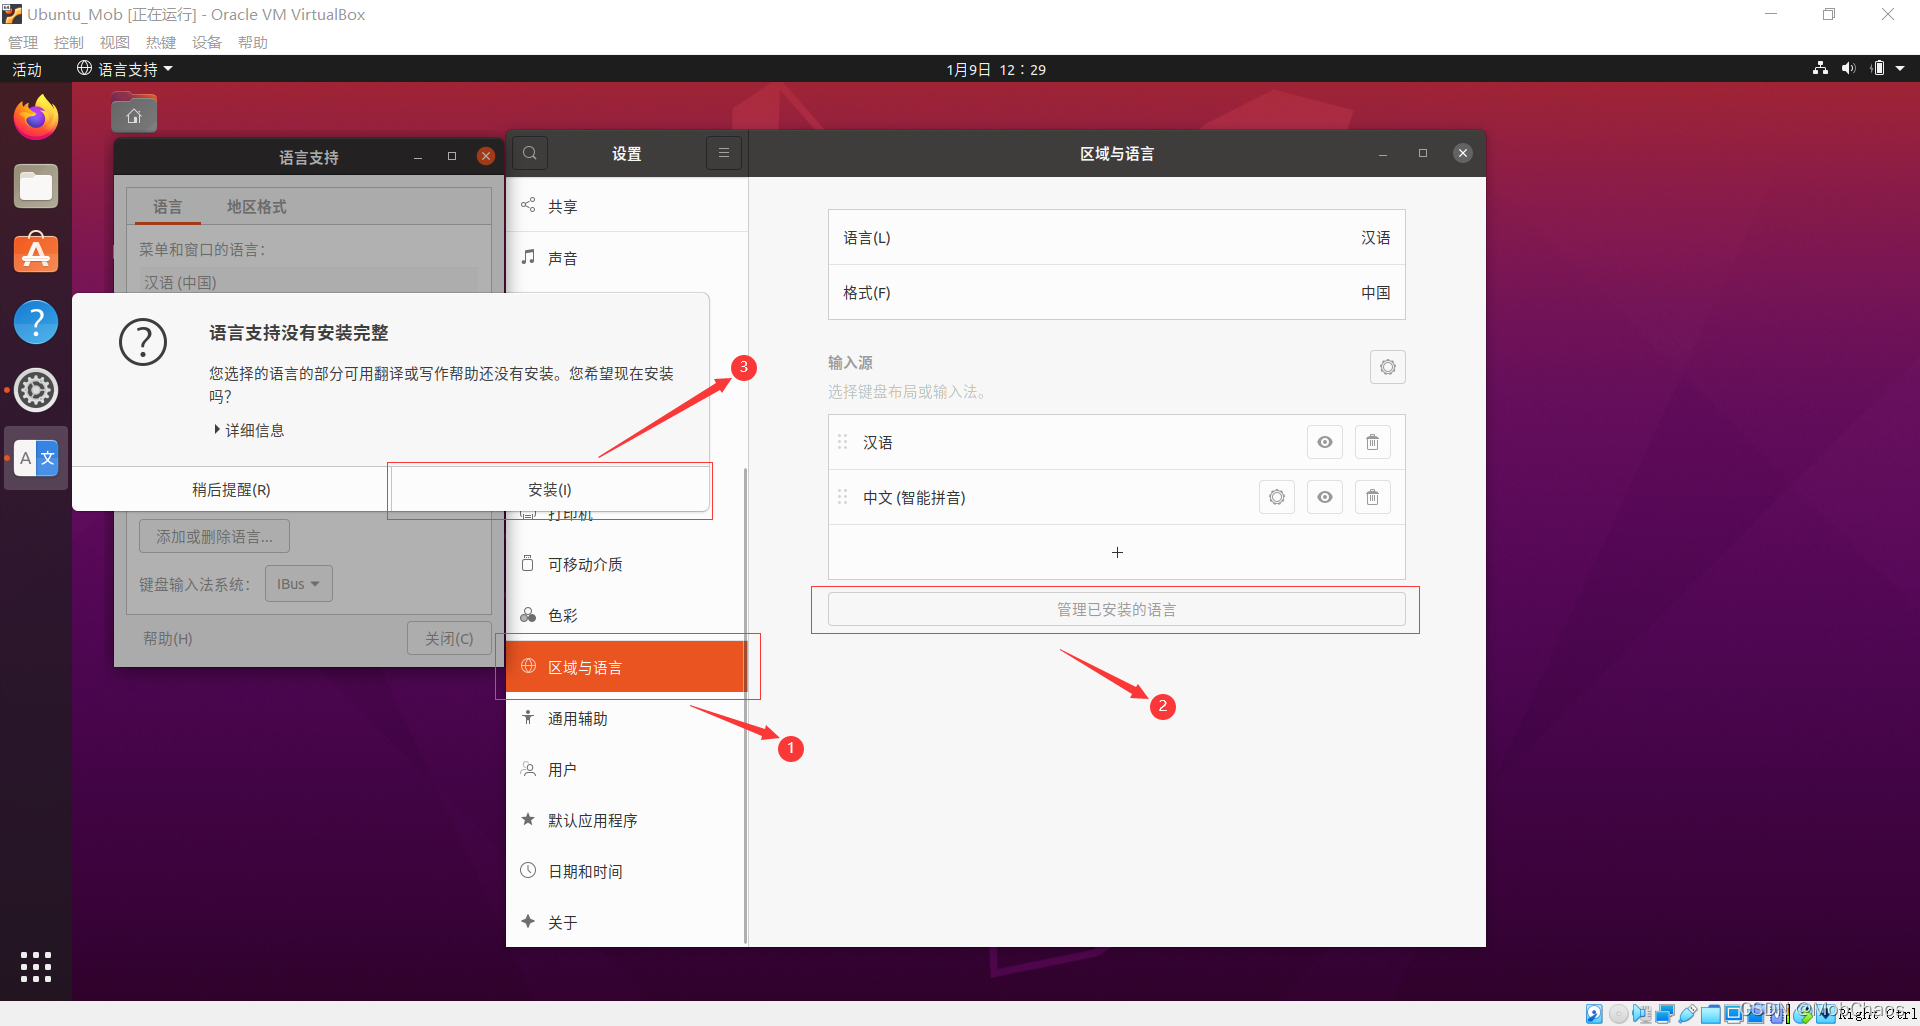 Ubuntu_Mob [正在运行] - Oracle VM VirtualBox
管理 控制 视图 热键 设备 帮助
活动 语言支持 1月9日 12：29
语言支持
语言 地区格式
菜单和窗口的语言：
汉语 (中国)
语言支持没有安装完整
您选择的语言的部分可用翻译或写作帮助还没有安装。您希望现在安装
吗？
详细信息
稍后提醒(R) 安装(I)
添加或删除语言...
键盘输入法系统： IBus
帮助(H) 关闭(C)
设置
共享
声音
打印机
可移动介质
色彩
区域与语言
通用辅助
用户
默认应用程序
日期和时间
关于
区域与语言
语言(L) 汉语
格式(F) 中国
输入源
选择键盘布局或输入法。
汉语
中文 (智能拼音)
+
管理已安装的语言
3
2
1
A 文
CSDN @MobChaos
Right Ctrl